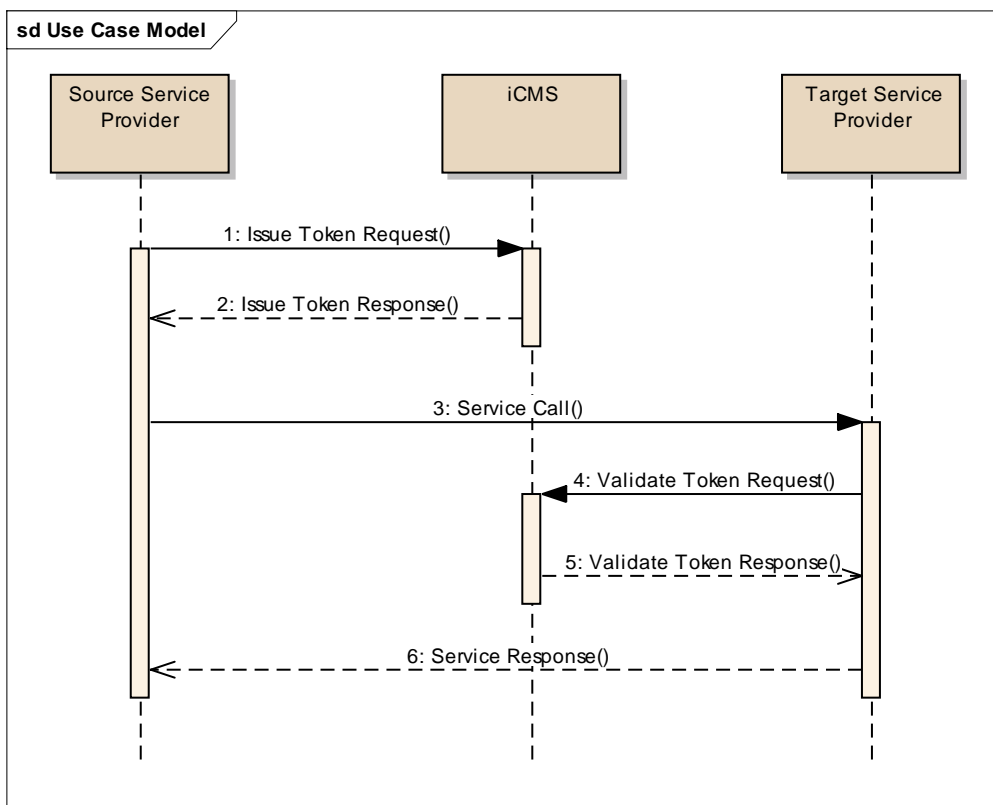 sd Use Case Model
Source Service
Provider
iCMS
Target Service
Provider
1: Issue Token Request()
2: Issue Token Response()
3: Service Call()
4: Validate Token Request()
5: Validate Token Response()
6: Service Response()